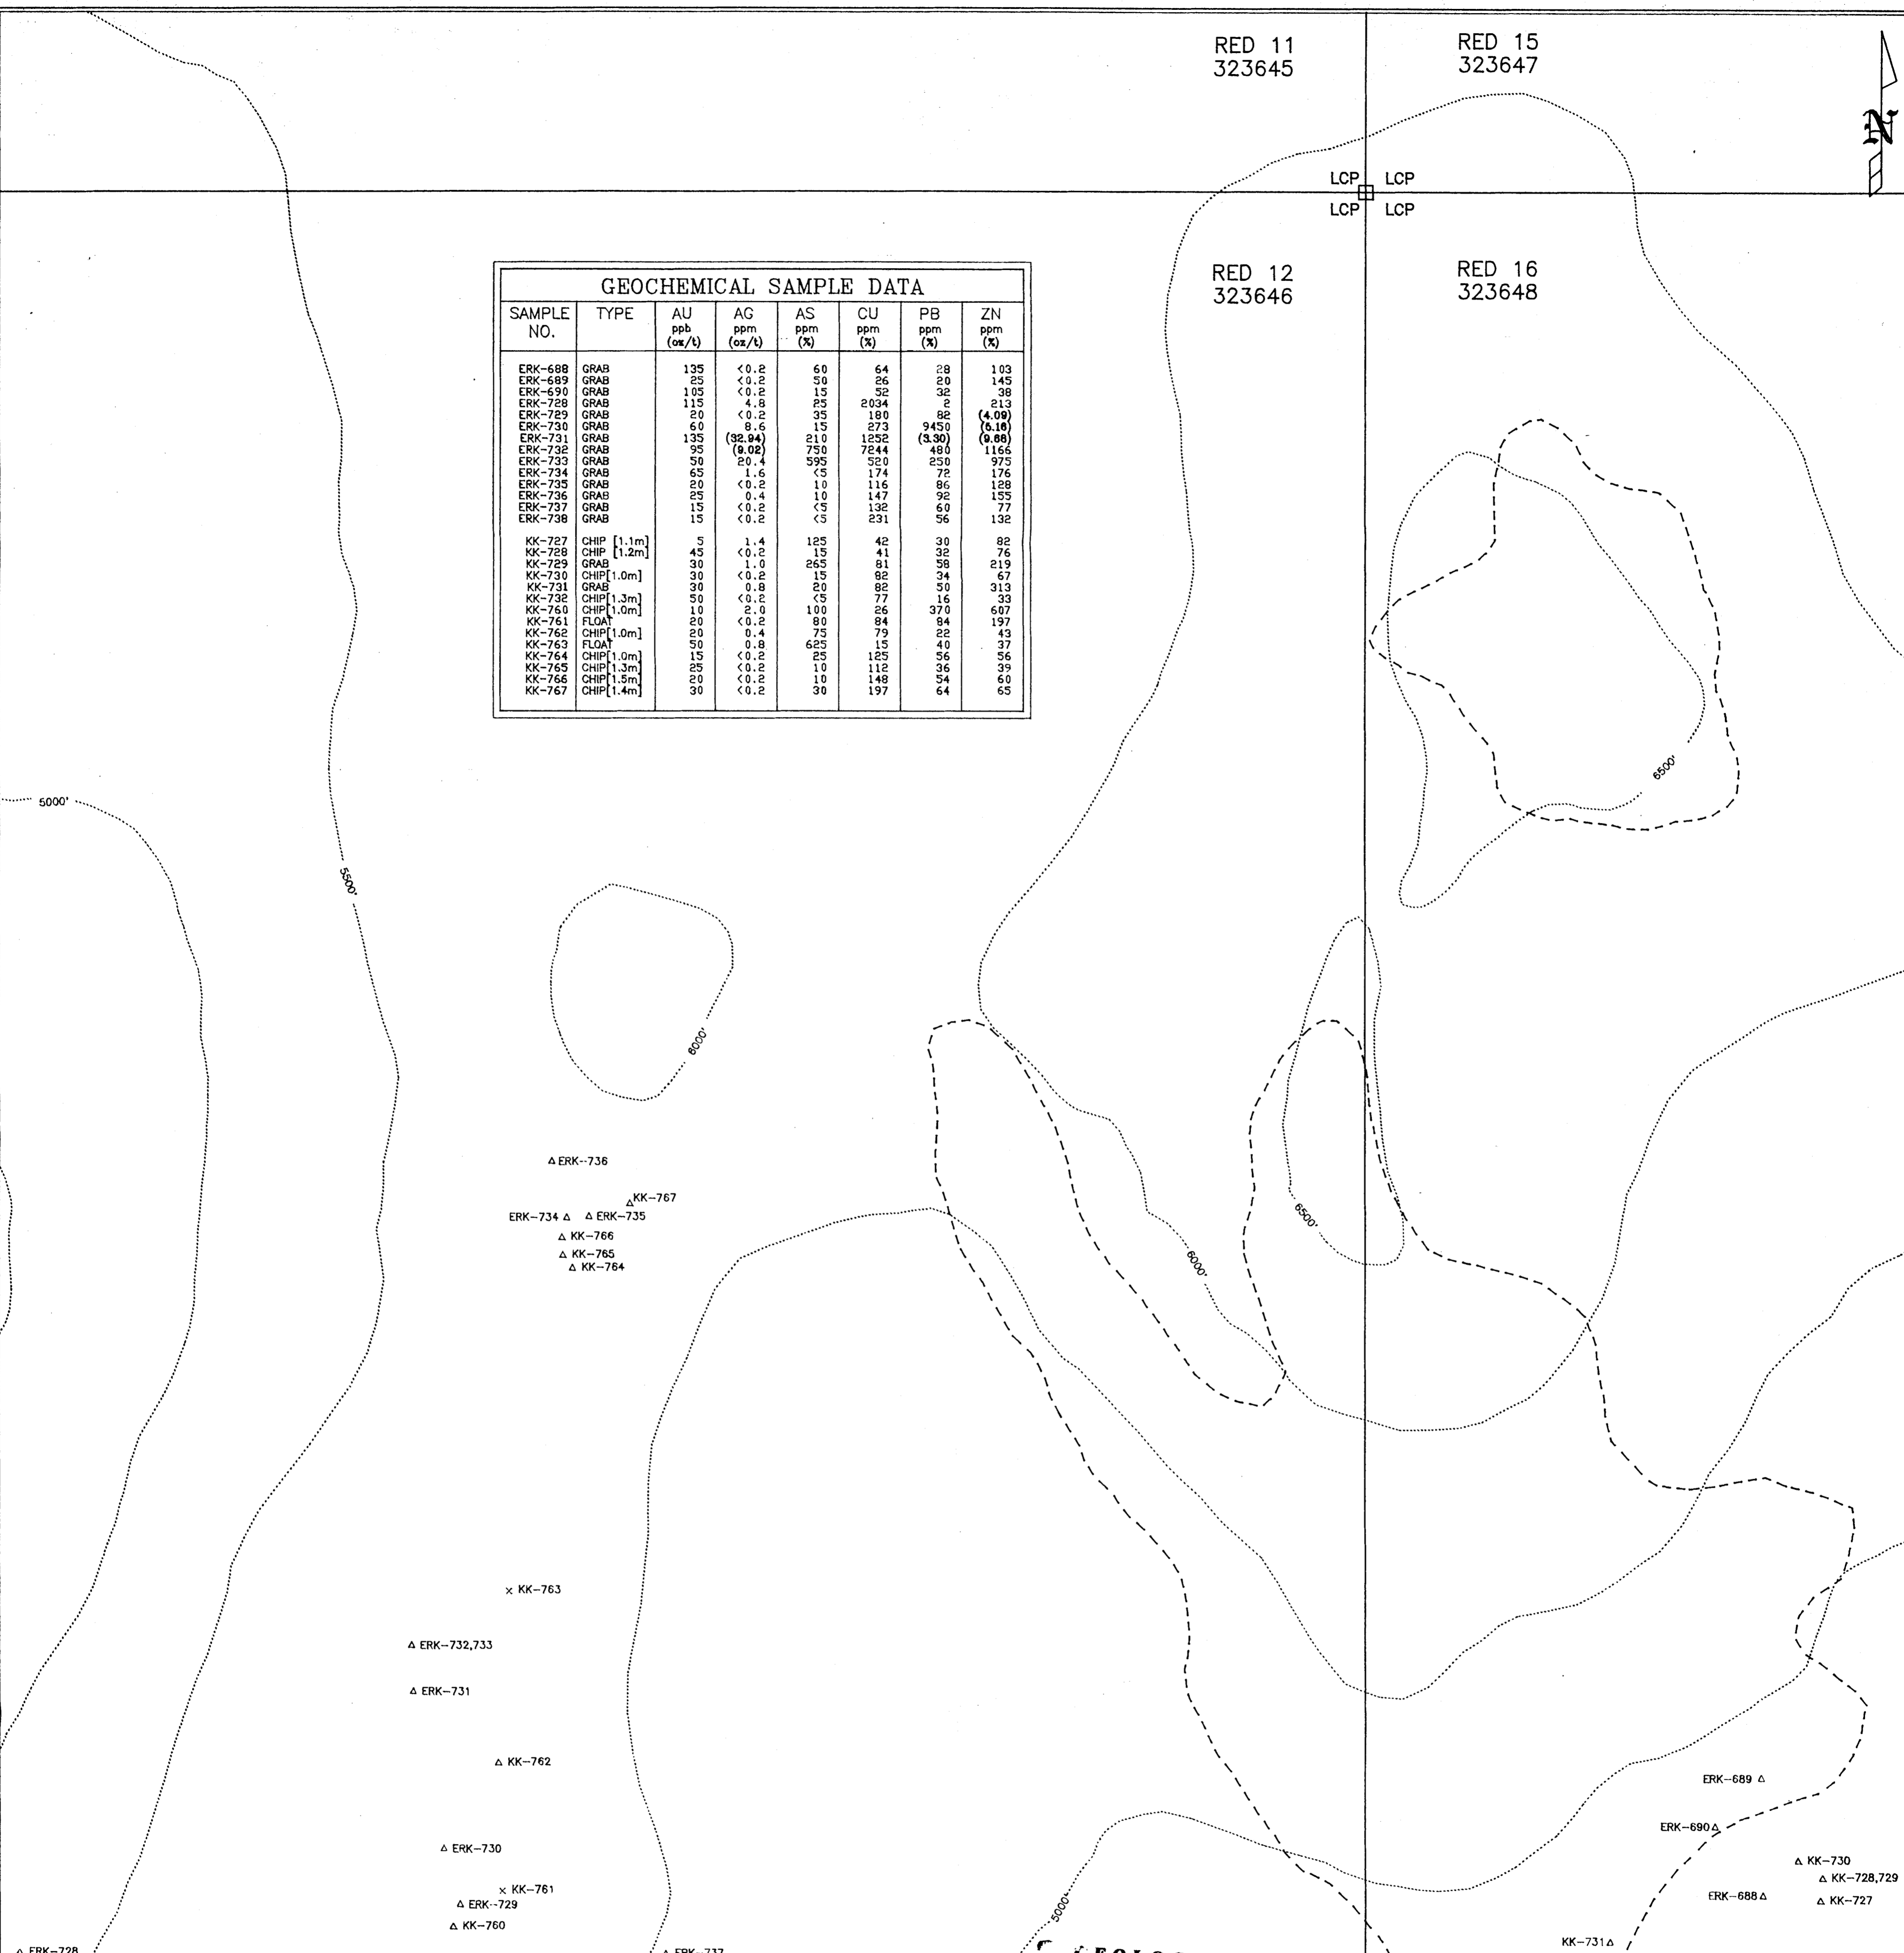 RED 11
323645
RED 15
323647
N
LCP LCP
LCP LCP
RED 12
323646
RED 16
323648
GEOCHEMICAL SAMPLE DATA
SAMPLE NO. TYPE AU ppb (oz/t) AG ppm (oz/t) AS ppm (%) CU ppm (%) PB ppm (%) ZN ppm (%)
ERK-688 GRAB 135 <0.2 60 64 28 103
ERK-689 GRAB 25 <0.2 50 26 20 145
ERK-690 GRAB 105 <0.2 15 52 32 38
ERK-728 GRAB 115 4.8 25 2034 2 213
ERK-729 GRAB 20 <0.2 35 180 82 (4.09)
ERK-730 GRAB 60 8.6 15 273 9450
ERK-731 GRAB 135 (32.94) 210 1252 (3.30) (9.68)
ERK-732 GRAB 95 (9.02) 750 7244 480 1166
ERK-733 GRAB 50 20.4 595 520 250 975
ERK-734 GRAB 65 1.6 <5 174 72 176
ERK-735 GRAB 20 <0.2 10 116 86 128
ERK-736 GRAB 25 0.4 10 147 92 155
ERK-737 GRAB 15 <0.2 <5 132 60 77
ERK-738 GRAB 15 <0.2 <5 231 56 132
KK-727 CHIP [1.1m] 5 1.4 125 42 30 82
KK-728 CHIP [1.2m] 45 <0.2 15 41 32 76
KK-729 GRAB 30 1.0 265 81 58 219
KK-730 CHIP[1.0m] 30 <0.2 15 82 34 67
KK-731 GRAB 30 0.8 20 82 50 313
KK-732 CHIP[1.3m] 50 <0.2 <5 77 16 33
KK-760 CHIP[1.0m] 10 2.0 100 26 370 607
KK-761 FLOAT 20 <0.2 80 84 84 197
KK-762 CHIP[1.0m] 20 0.4 75 79 22 43
KK-763 FLOAT 50 0.8 625 15 40 37
KK-764 CHIP[1.0m] 15 <0.2 25 125 56 56
KK-765 CHIP[1.3m] 25 <0.2 10 112 36 39
KK-766 CHIP[1.5m] 20 <0.2 10 148 54 60
KK-767 CHIP[1.4m] 30 <0.2 30 197 64 65
6500'
5000'
5500'
6000'
ERK-736
KK-767
ERK-734 ERK-735
KK-766
KK-765
KK-764
6500'
6000'
KK-763
ERK-732,733
ERK-731
KK-762
ERK-689
ERK-690
ERK-730
KK-730
KK-728,729
KK-761
ERK-688
KK-727
ERK-729
5000'
KK-760
KK-731
ERK-728
ERK-737